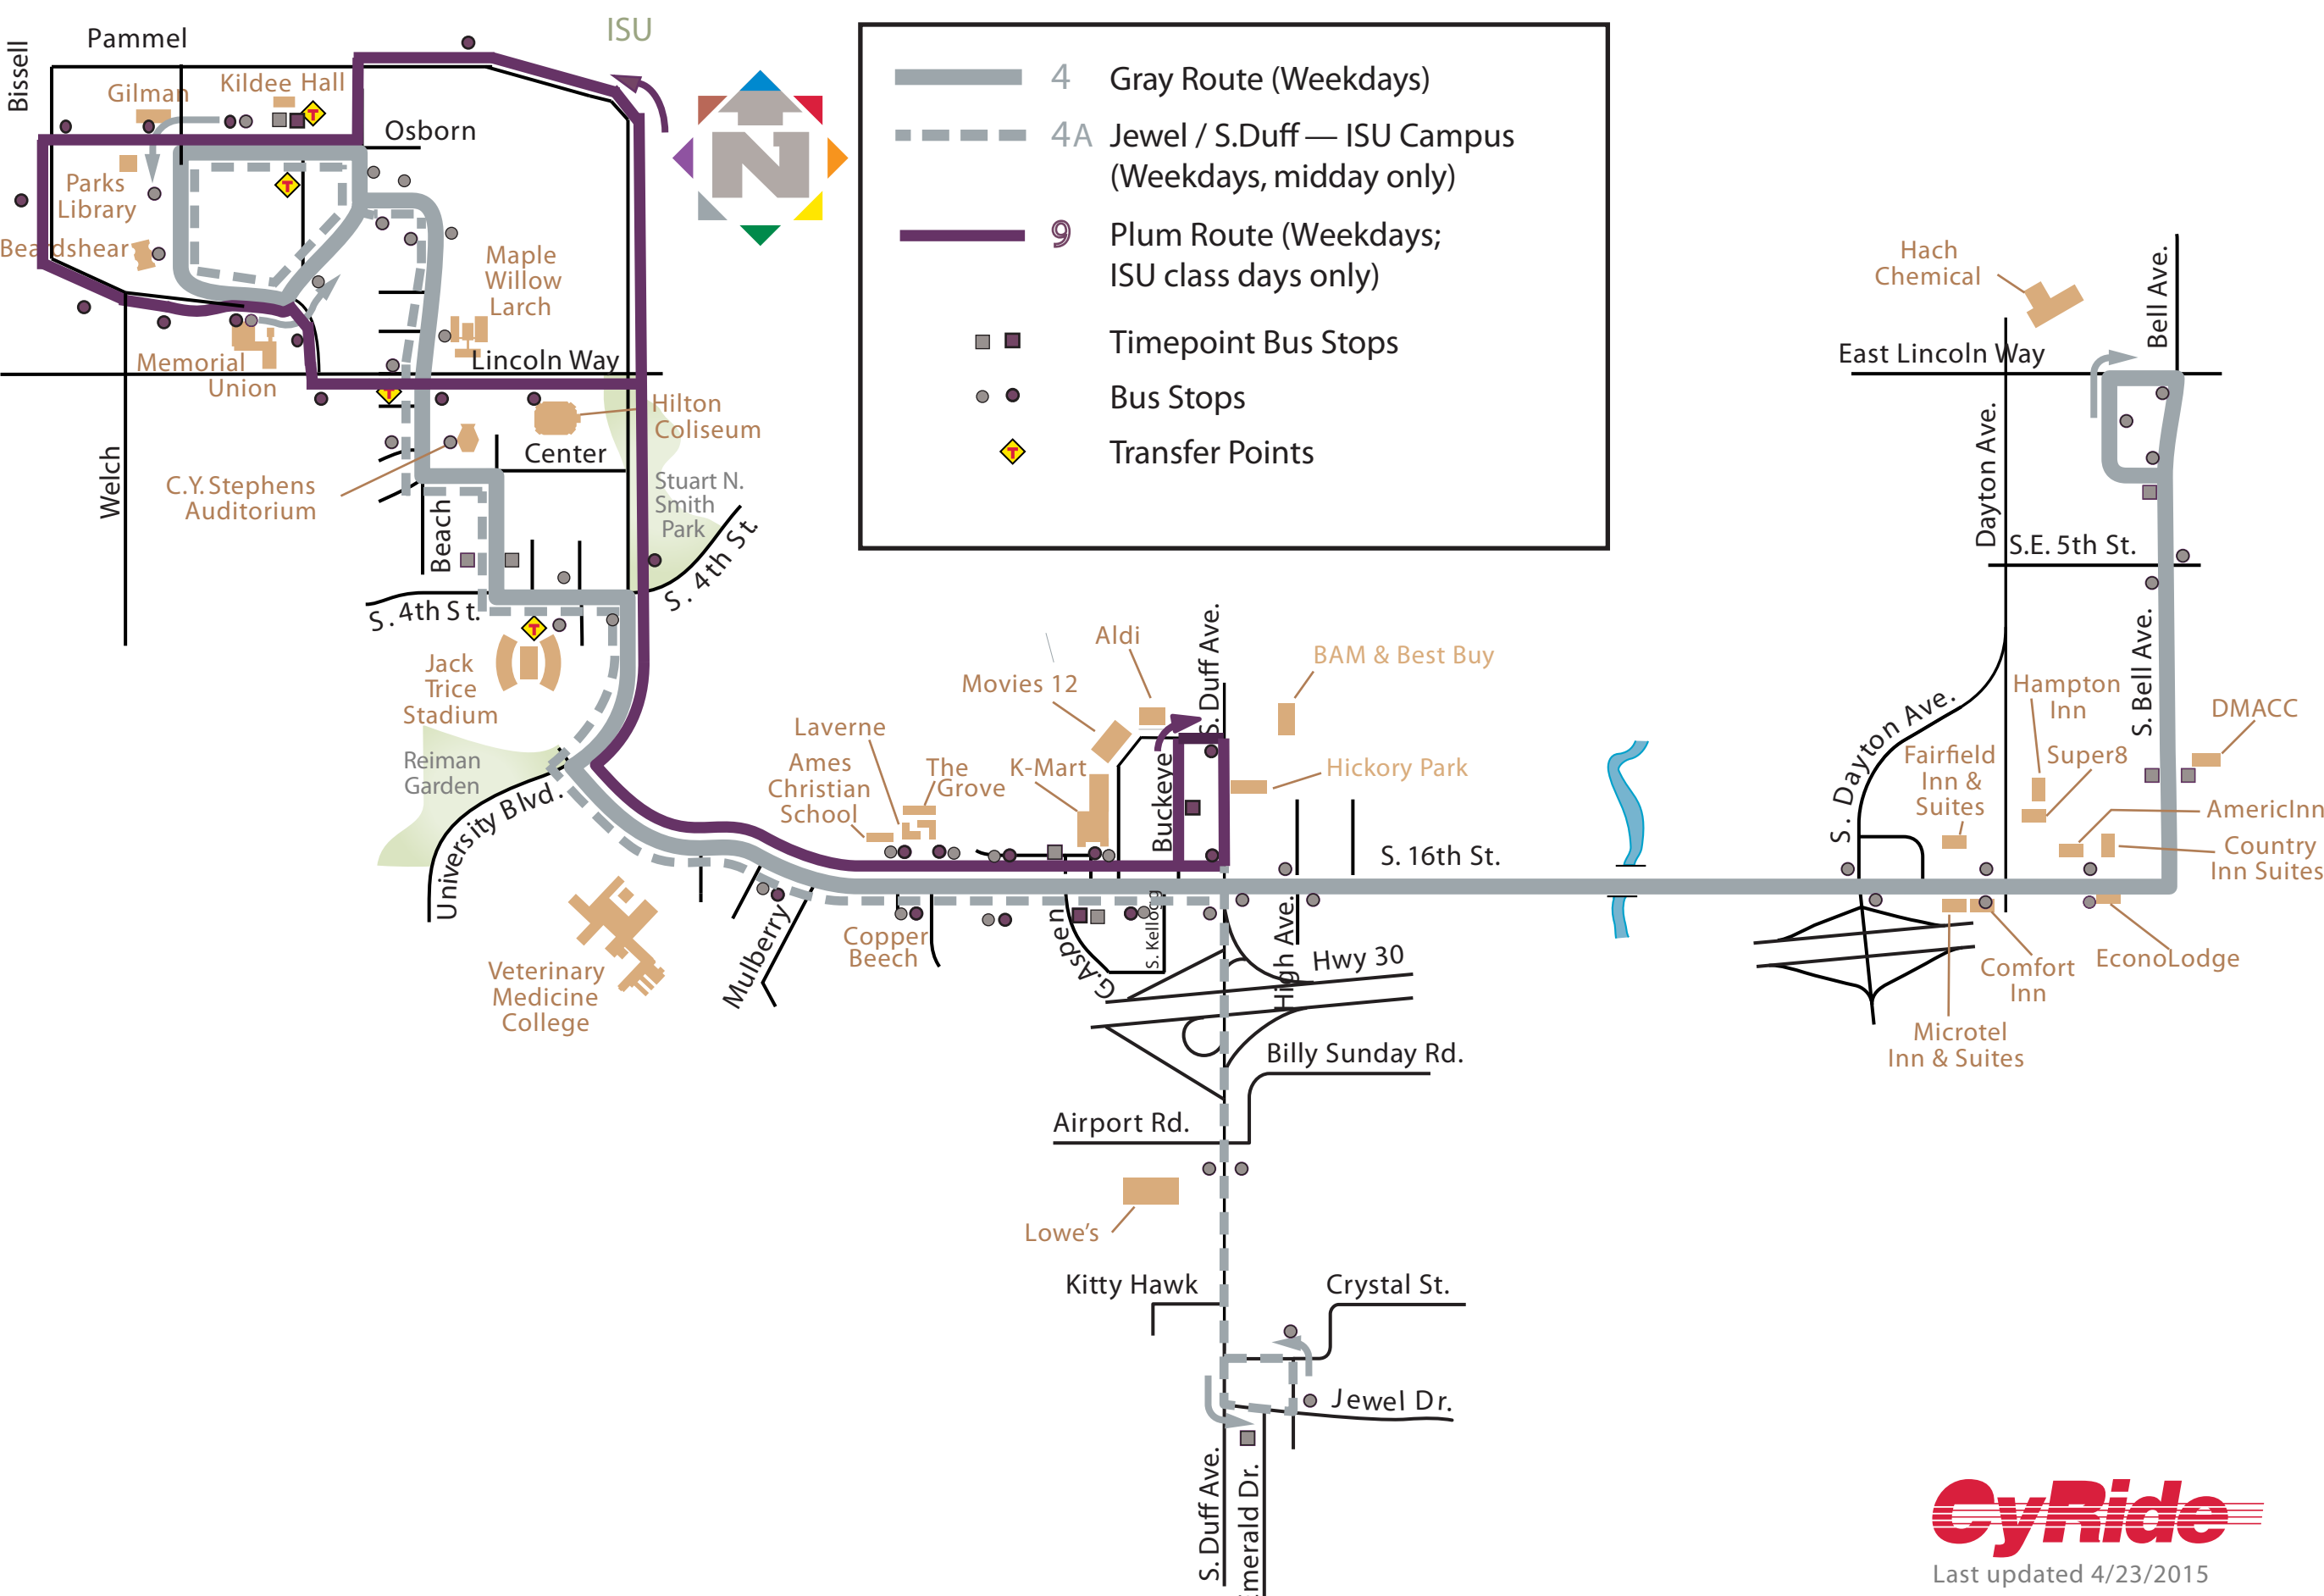 ISU
Pammel
Bissell
Gilman
Kildee Hall
T
Osborn
Parks
Library
T
Beardshear
Maple
Willow
Larch
Memorial
Union
Lincoln Way
T
Hilton
Coliseum
Center
Welch
C.Y. Stephens
Auditorium
Beach
Stuart N.
Smith
Park
S. 4th St.
S. 4th St.
T
Jack
Trice
Stadium
Reiman
Garden
University Blvd.
N
4 Gray Route (Weekdays)
4A Jewel / S.Duff — ISU Campus
(Weekdays, midday only)
9 Plum Route (Weekdays;
ISU class days only)
Timepoint Bus Stops
Bus Stops
T Transfer Points
Hach
Chemical
Bell Ave.
East Lincoln Way
Dayton Ave.
S.E. 5th St.
S. Bell Ave.
S. Duff Ave.
Aldi
BAM & Best Buy
Movies 12
Laverne
Ames
Christian
School
The
Grove
K-Mart
Buckeye
Hickory Park
S. Dayton Ave.
Hampton
Inn
DMACC
Fairfield
Inn &
Suites
Super8
AmericInn
Country
Inn Suites
S. 16th St.
Veterinary
Medicine
College
Mulberry
Copper
Beech
G.Aspen
S. Kellogg
High Ave.
Hwy 30
Comfort
Inn
EconoLodge
Microtel
Inn & Suites
Billy Sunday Rd.
Airport Rd.
Lowe's
Kitty Hawk
Crystal St.
Jewel Dr.
S. Duff Ave.
merald Dr.
CyRide
Last updated 4/23/2015